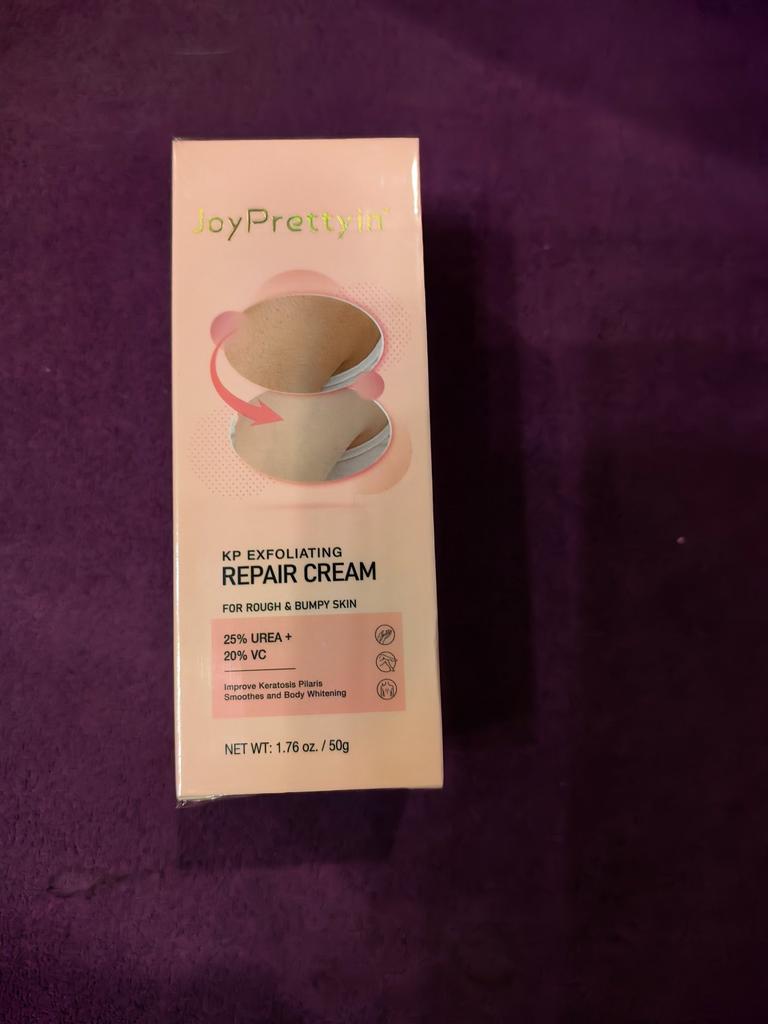 JoyPrettyin™
KP EXFOLIATING
REPAIR CREAM
FOR ROUGH & BUMPY SKIN
25% UREA +
20% VC
Improve Keratosis Pilaris
Smoothes and Body Whitening
NET WT: 1.76 oz. / 50g